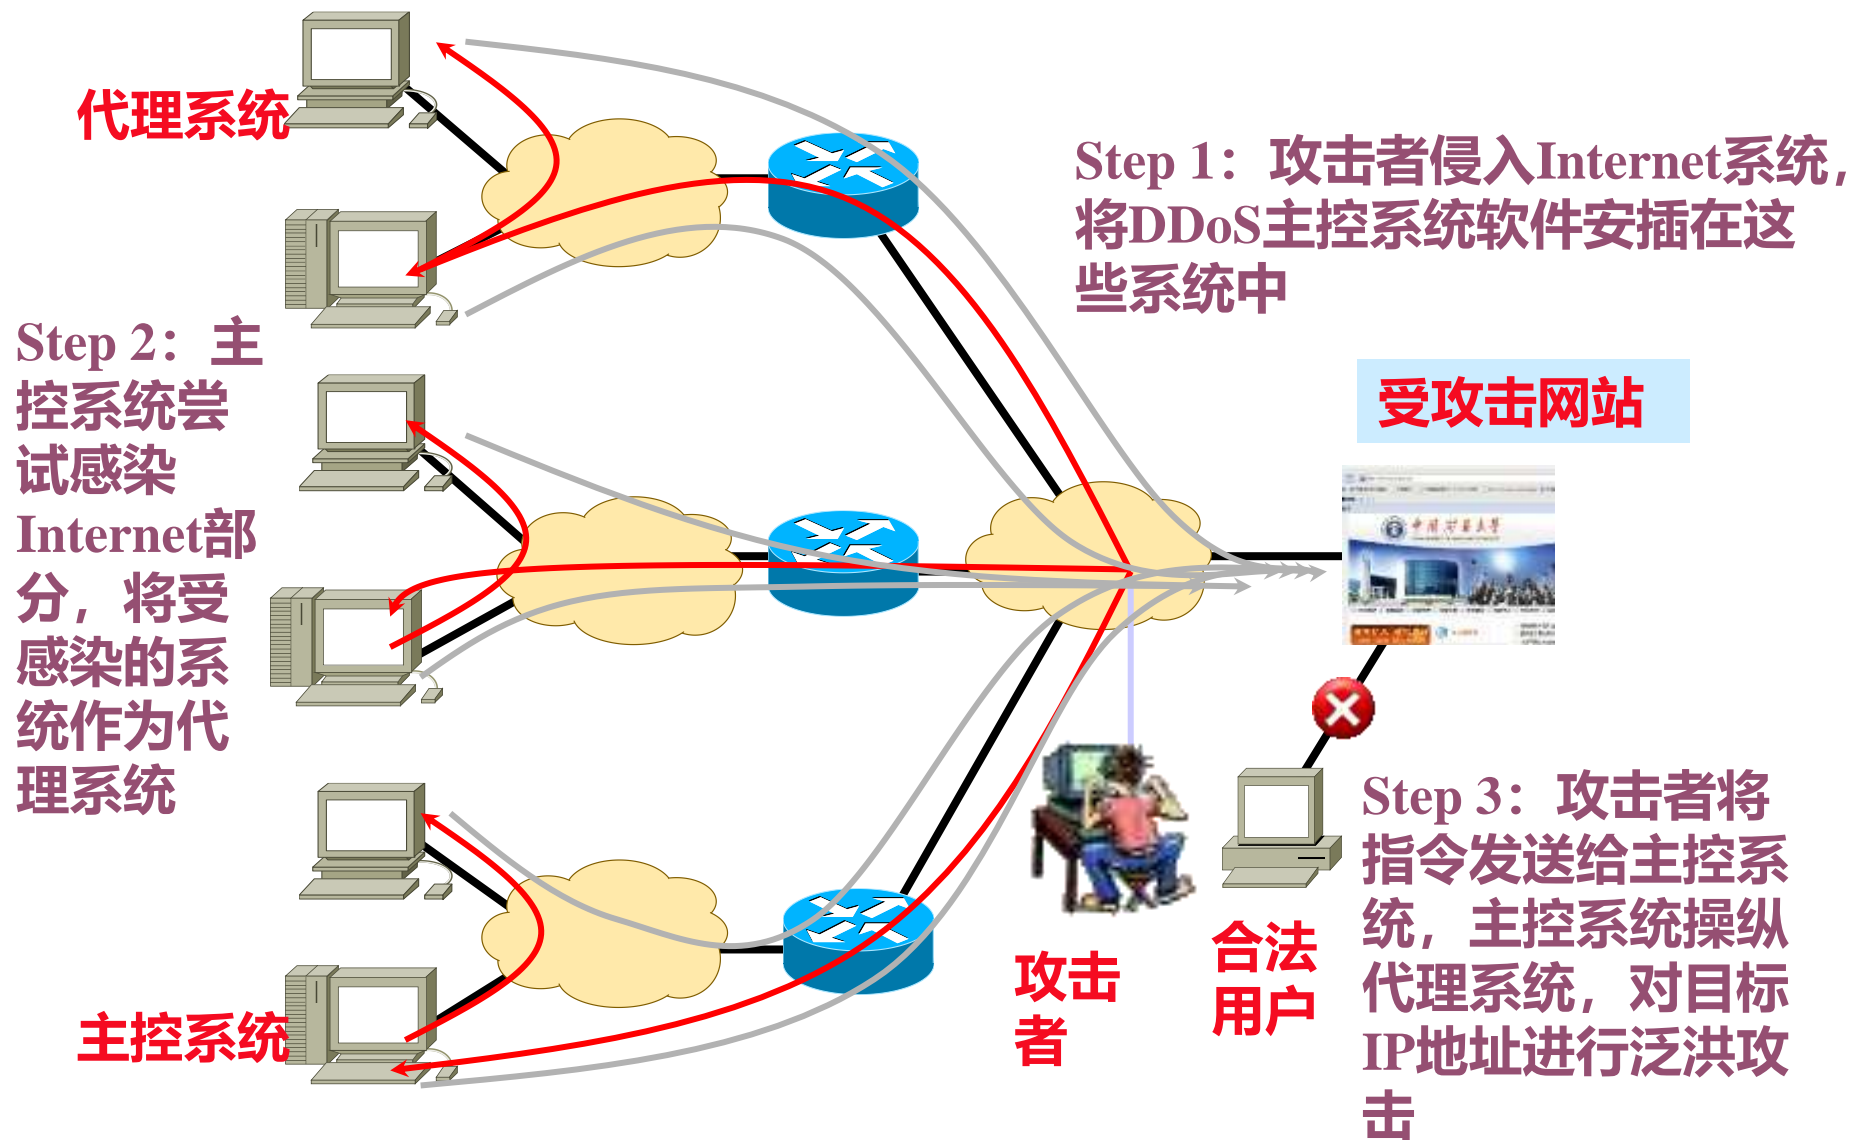 代理系统
Step 1：攻击者侵入Internet系统，
将DDoS主控系统软件安插在这
些系统中
Step 2：主
控系统尝
试感染
Internet部
分，将受
感染的系
统作为代
理系统
受攻击网站
主控系统
攻击
者
合法
用户
Step 3：攻击者将
指令发送给主控系
统，主控系统操纵
代理系统，对目标
IP地址进行泛洪攻
击